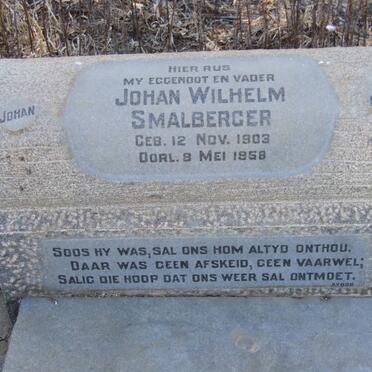 HIER RUS
MY EGGENOOT EN VADER
JOHAN WILHELM
SMALBERGER
GEB. 12 NOV. 1903
OORL. 8 MEI 1958
JOHAN
SOOS HY WAS, SAL ONS HOM ALTYD ONTHOU.
DAAR WAS GEEN AFSKEID, GEEN VAARWEL;
SALIG DIE HOOP DAT ONS WEER SAL ONTMOET.